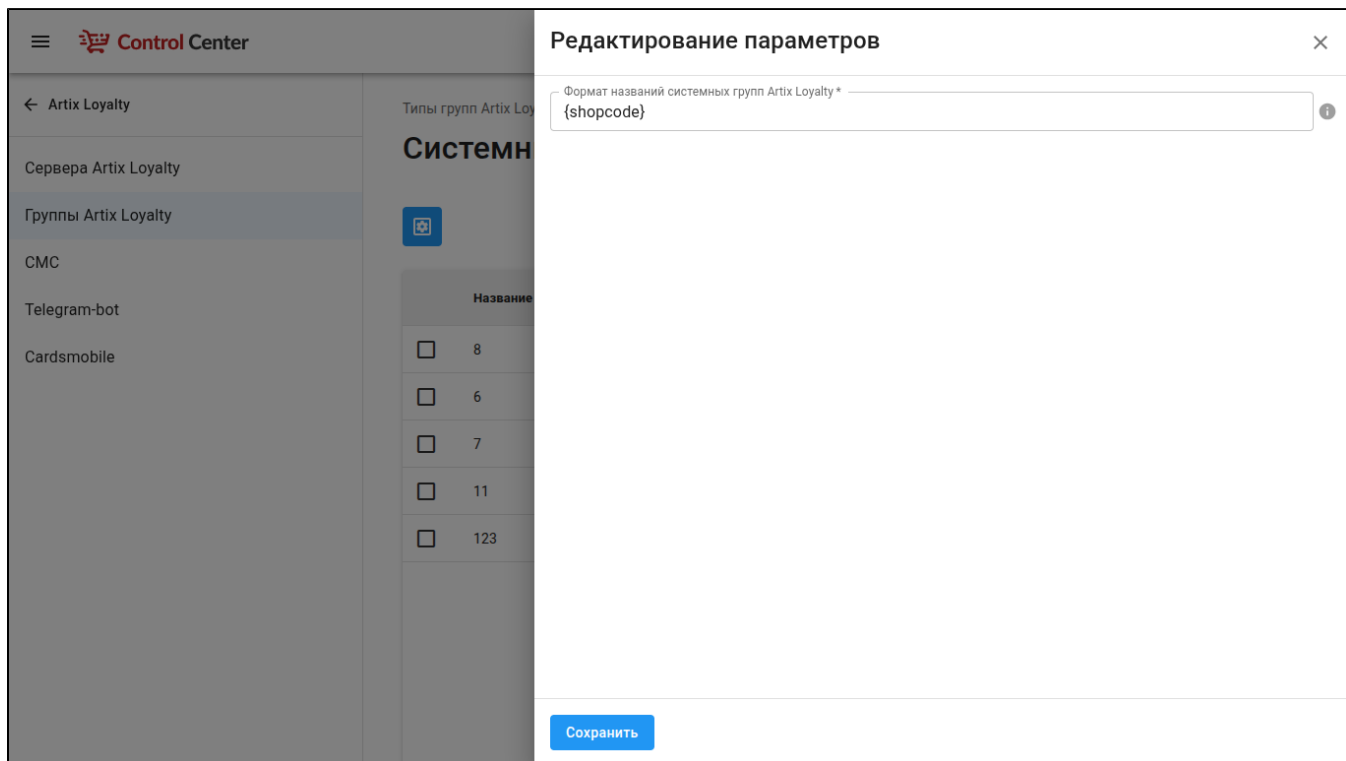 Control Center
Artix Loyalty
Сервера Artix Loyalty
Группы Artix Loyalty
СМС
Telegram-bot
Cardsmobile
Типы групп Artix Loy
Системн
Название
8
6
7
11
123
Редактирование параметров
Формат названий системных групп Artix Loyalty *
{shopcode}
Сохранить